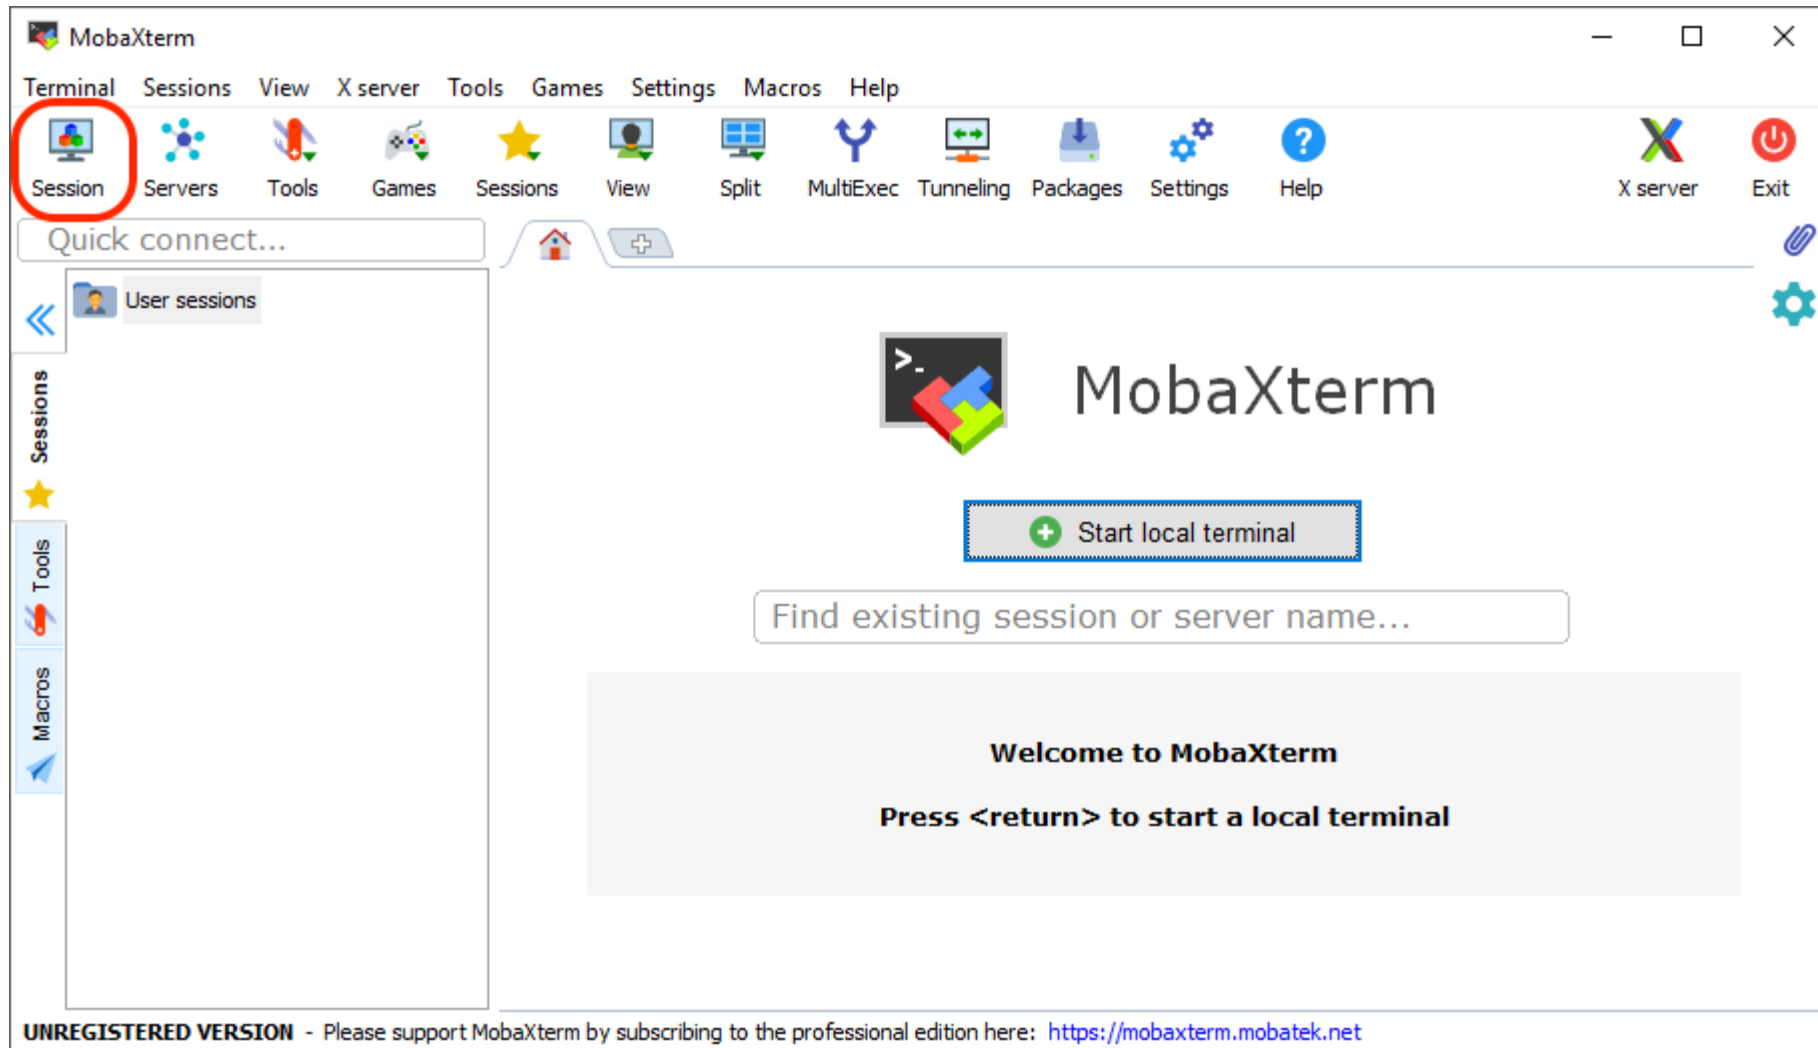 MobaXterm
Terminal Sessions View X server Tools Games Settings Macros Help
Session Servers Tools Games Sessions View Split MultiExec Tunneling Packages Settings Help X server Exit
Quick connect...
User sessions
Sessions
Tools
Macros
>_
MobaXterm
Start local terminal
Find existing session or server name...
Welcome to MobaXterm
Press <return> to start a local terminal
UNREGISTERED VERSION - Please support MobaXterm by subscribing to the professional edition here: https://mobaxterm.mobatek.net